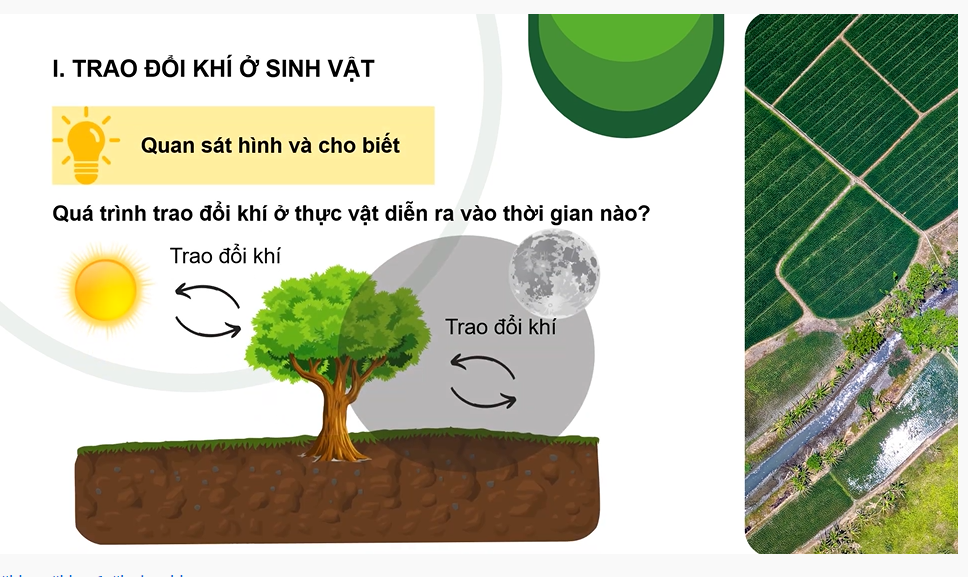 I. TRAO ĐỔI KHÍ Ở SINH VẬT
Quan sát hình và cho biết
Quá trình trao đổi khí ở thực vật diễn ra vào thời gian nào?
Trao đổi khí
Trao đổi khí